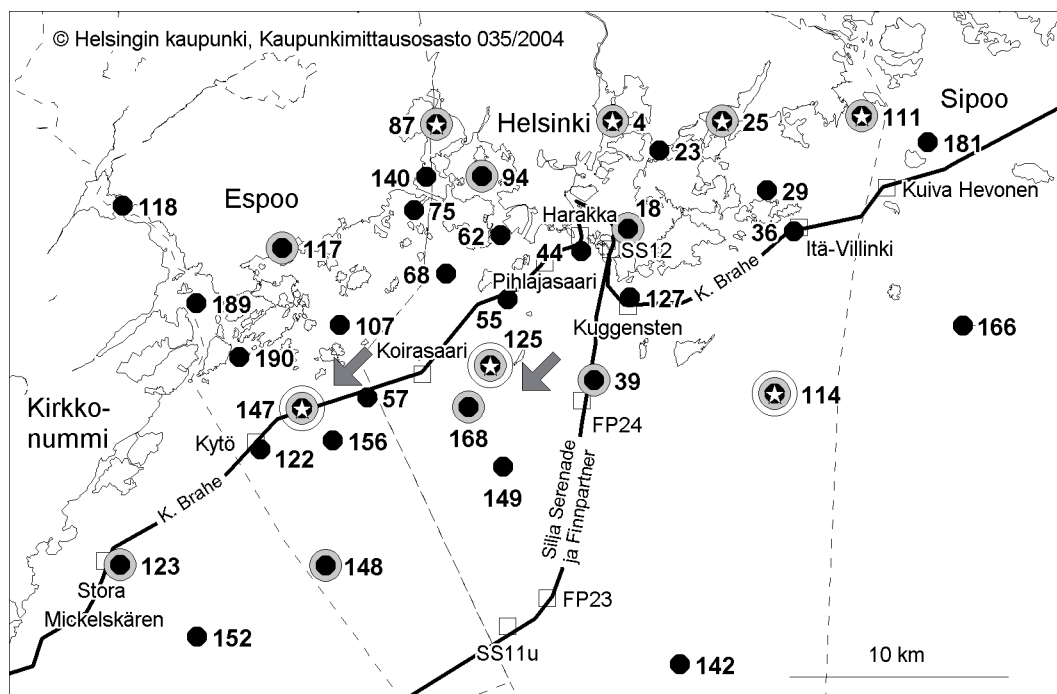 © Helsingin kaupunki, Kaupunkimittausosasto 035/2004
Sipoo
87
Helsinki
4
25
111
181
23
140
94
Kuiva Hevonen
29
118
Espoo
75
Harakka
18
62
36
117
44
SS12
Itä-Villinki
68
Pihlajasaari
K. Brahe
189
127
55
Kuggensten
107
125
166
Koirasaari
190
39
Kirkko-
nummi
147
57
114
168
FP24
Kytö
156
122
149
K. Brahe
Silja Serenade
ja Finnpartner
123
148
Stora
Mickelskären
FP23
152
SS11u
142
10 km